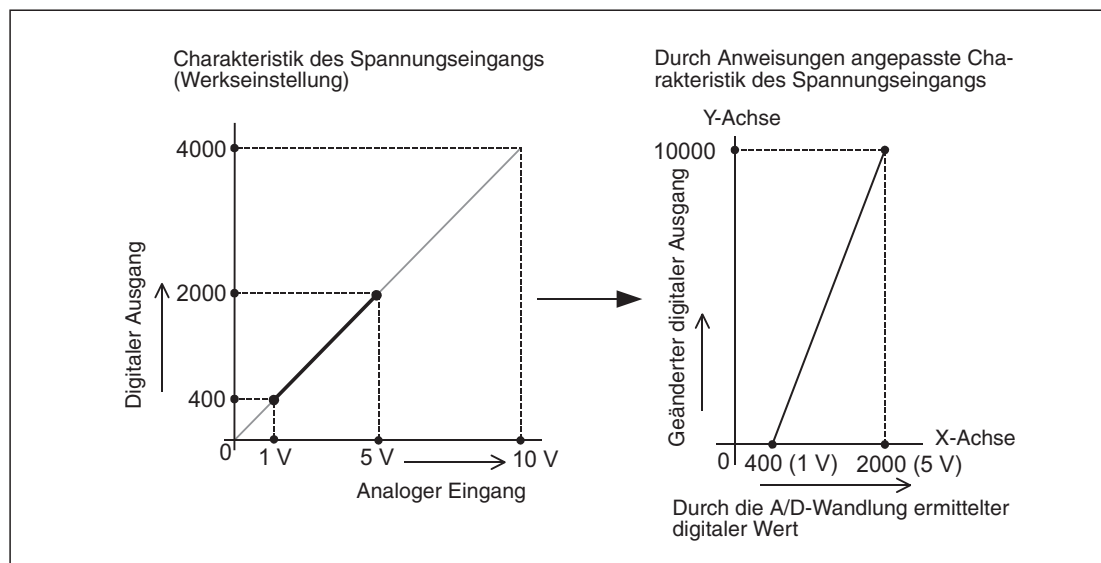 Charakteristik des Spannungseingangs
(Werkseinstellung)
4000
2000
400
0
1 V
5 V
10 V
Digitaler Ausgang
Analoger Eingang
Durch Anweisungen angepasste Cha-
rakteristik des Spannungseingangs
Y-Achse
10000
Geänderter digitaler Ausgang
X-Achse
0
400 (1 V)
2000 (5 V)
Durch die A/D-Wandlung ermittelter
digitaler Wert